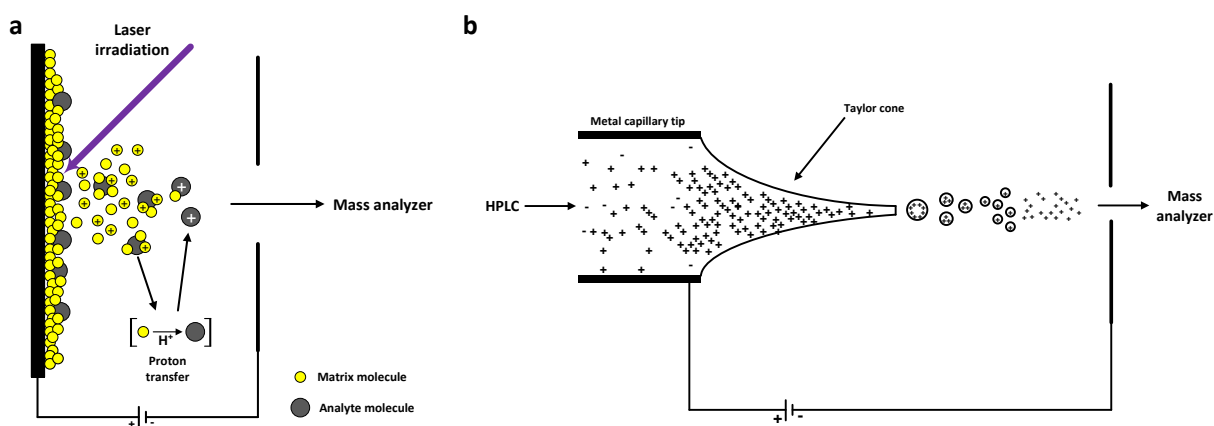 a
Laser
irradiation
Mass analyzer
H+
Proton
transfer
+ -
Matrix molecule
Analyte molecule
b
Taylor cone
Metal capillary tip
HPLC
Mass
analyzer
+ -